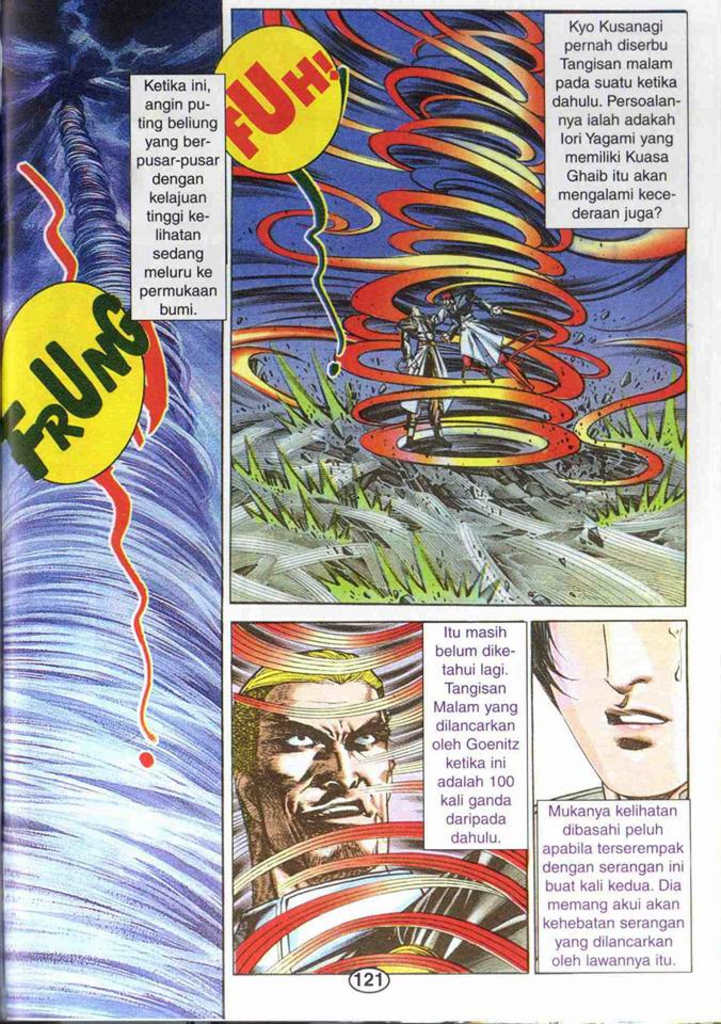 Ketika ini,
angin pu-
ting beliung
yang ber-
pusar-pusar
dengan
kelajuan
tinggi ke-
lihatan
sedang
meluru ke
permukaan
bumi.
FRUNG
FUH!
Kyo Kusanagi
pernah diserbu
Tangisan malam
pada suatu ketika
dahulu. Persoalan-
nya ialah adakah
Iori Yagami yang
memiliki Kuasa
Ghaib itu akan
mengalami kece-
deraan juga?
Itu masih
belum dike-
tahui lagi.
Tangisan
Malam yang
dilancarkan
oleh Goenitz
ketika ini
adalah 100
kali ganda
daripada
dahulu.
Mukanya kelihatan
dibasahi peluh
apabila terserempak
dengan serangan ini
buat kali kedua. Dia
memang akui akan
kehebatan serangan
yang dilancarkan
oleh lawannya itu.
121